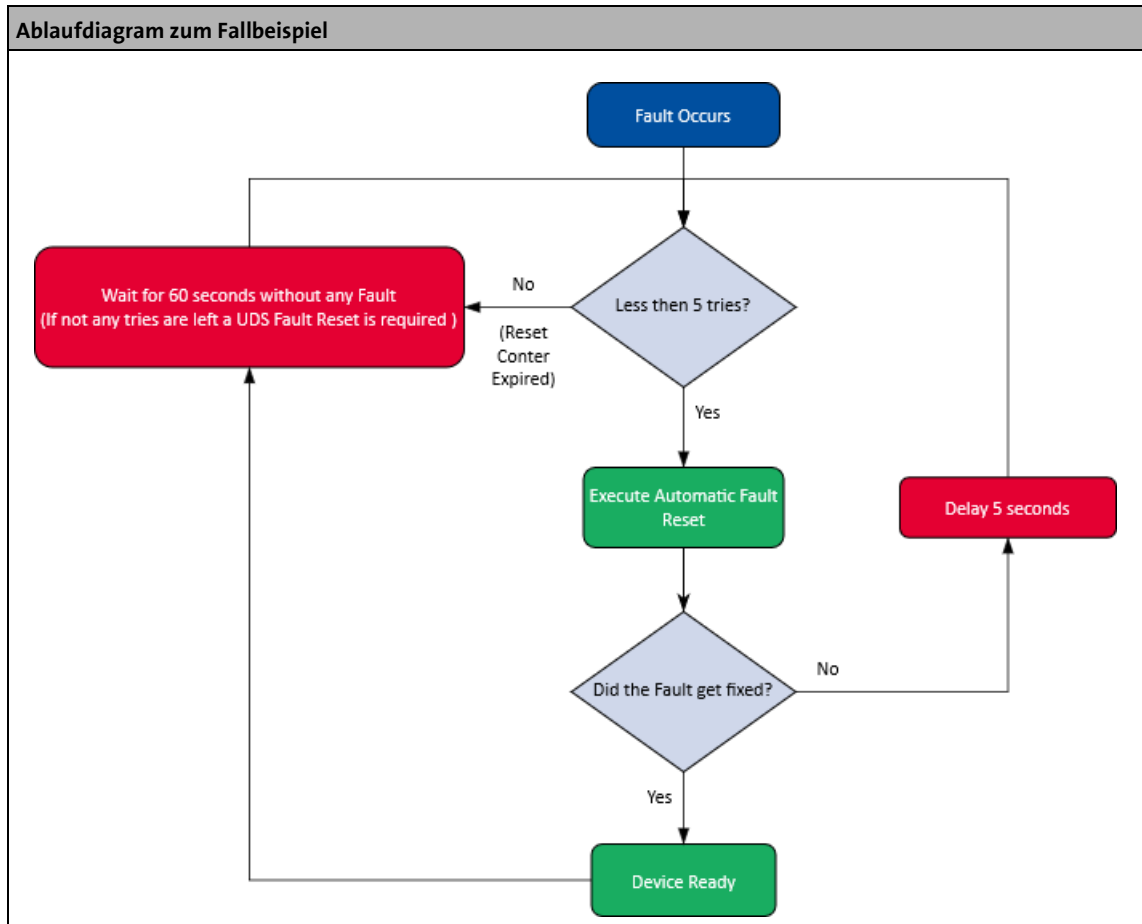 Ablaufdiagram zum Fallbeispiel
Fault Occurs
Wait for 60 seconds without any Fault
(If not any tries are left a UDS Fault Reset is required )
No
(Reset
Conter
Expired)
Less then 5 tries?
Yes
Execute Automatic Fault
Reset
Delay 5 seconds
Did the Fault get fixed?
No
Yes
Device Ready